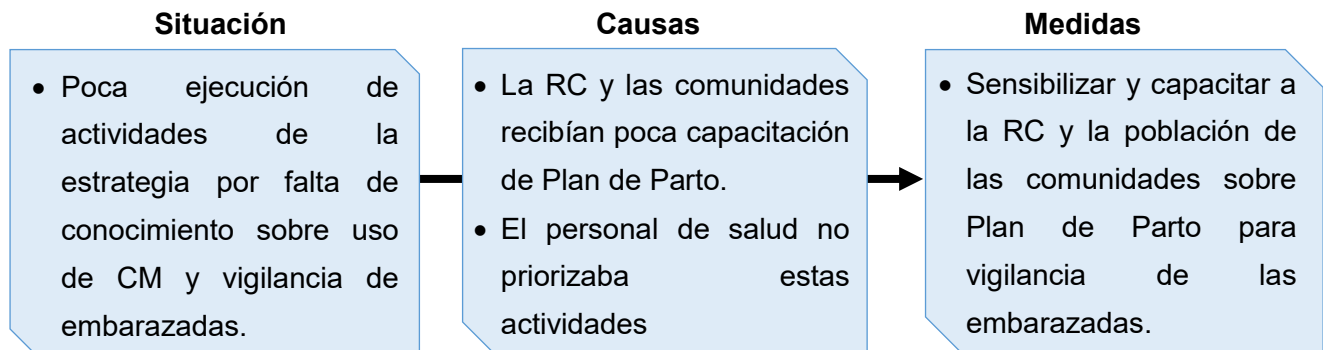 Situación
• Poca ejecución de
actividades de la
estrategia por falta de
conocimiento sobre uso
de CM y vigilancia de
embarazadas.
Causas
• La RC y las comunidades
recibían poca capacitación
de Plan de Parto.
• El personal de salud no
priorizaba estas
actividades
Medidas
• Sensibilizar y capacitar a
la RC y la población de
las comunidades sobre
Plan de Parto para
vigilancia de las
embarazadas.